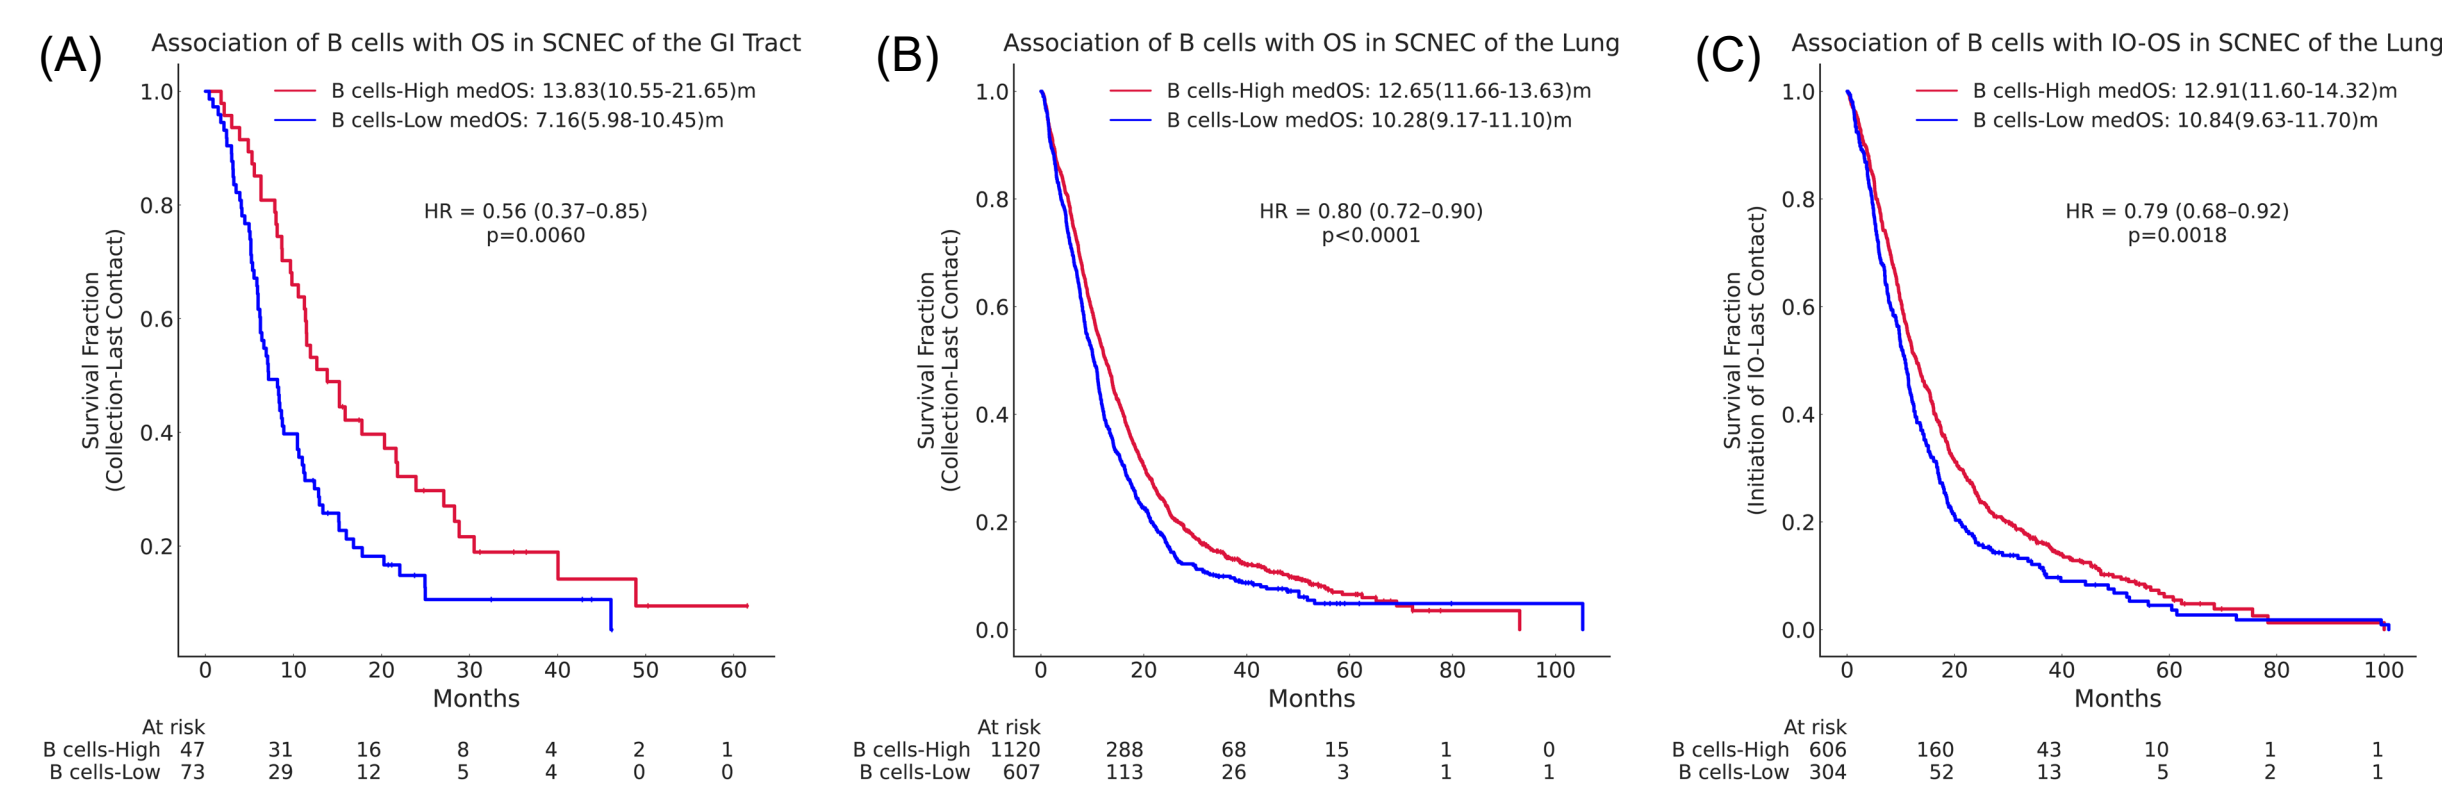 (A)
Association of B cells with OS in SCNEC of the GI Tract
B cells-High medOS: 13.83(10.55-21.65)m
B cells-Low medOS: 7.16(5.98-10.45)m
HR = 0.56 (0.37–0.85)
p=0.0060
Survival Fraction
(Collection-Last Contact)
1.0
0.8
0.6
0.4
0.2
0 10 20 30 40 50 60
Months
At risk
B cells-High 47 31 16 8 4 2 1
B cells-Low 73 29 12 5 4 0 0
(B)
Association of B cells with OS in SCNEC of the Lung
B cells-High medOS: 12.65(11.66-13.63)m
B cells-Low medOS: 10.28(9.17-11.10)m
HR = 0.80 (0.72–0.90)
p<0.0001
Survival Fraction
(Collection-Last Contact)
1.0
0.8
0.6
0.4
0.2
0.0
0 20 40 60 80 100
Months
At risk
B cells-High 1120 288 68 15 1 0
B cells-Low 607 113 26 3 1 1
(C)
Association of B cells with IO-OS in SCNEC of the Lung
B cells-High medOS: 12.91(11.60-14.32)m
B cells-Low medOS: 10.84(9.63-11.70)m
HR = 0.79 (0.68–0.92)
p=0.0018
Survival Fraction
(Initiation of IO-Last Contact)
1.0
0.8
0.6
0.4
0.2
0.0
0 20 40 60 80 100
Months
At risk
B cells-High 606 160 43 10 1 1
B cells-Low 304 52 13 5 2 1